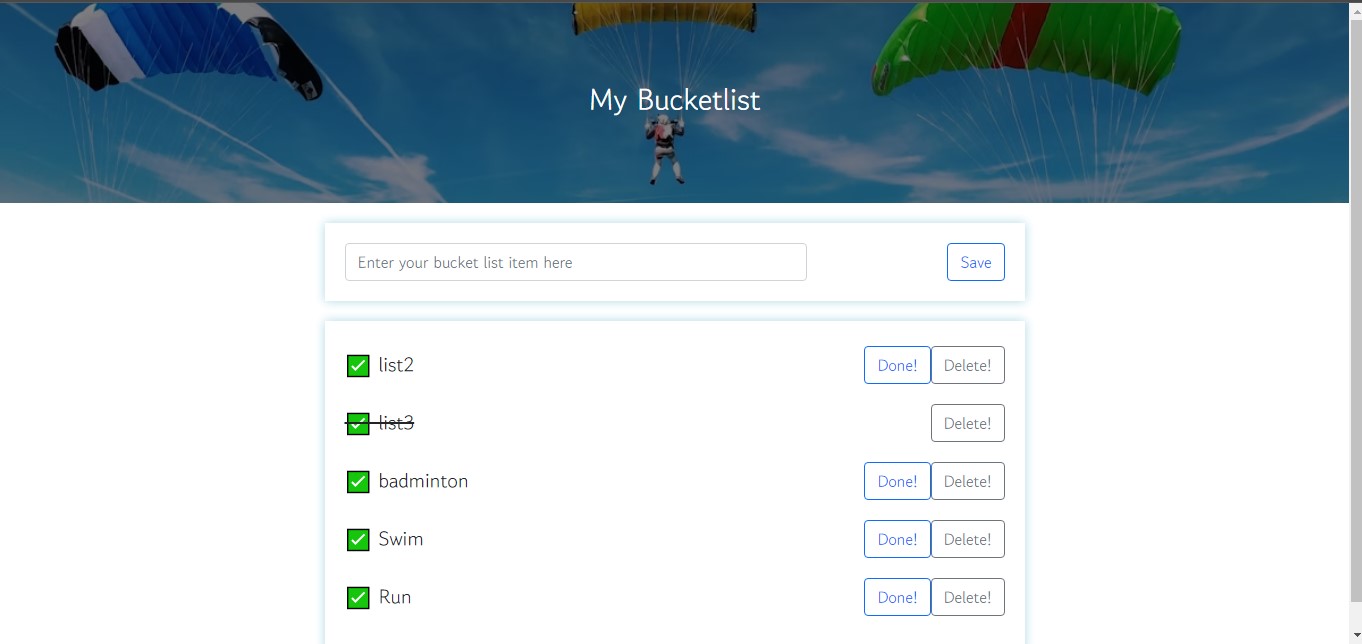 My Bucketlist
Enter your bucket list item here Save
✅ list2 Done! Delete!
✅ list3 Delete!
✅ badminton Done! Delete!
✅ Swim Done! Delete!
✅ Run Done! Delete!